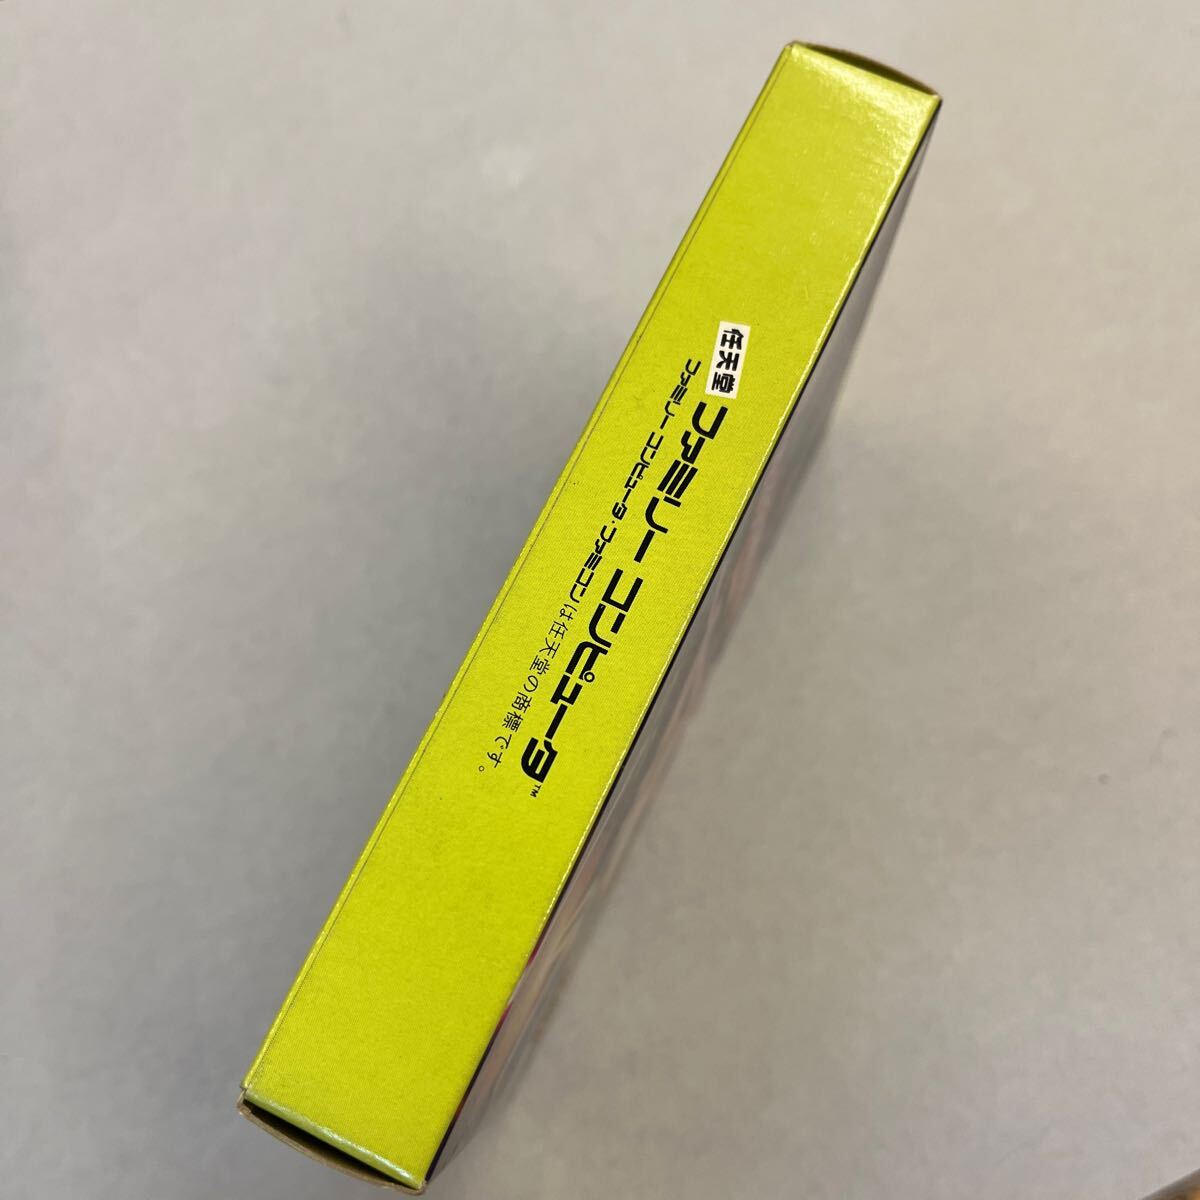 任天堂 ファミリー コンピュータ™
ファミリー コンピュータ・ファミコンは任天堂の商標です。